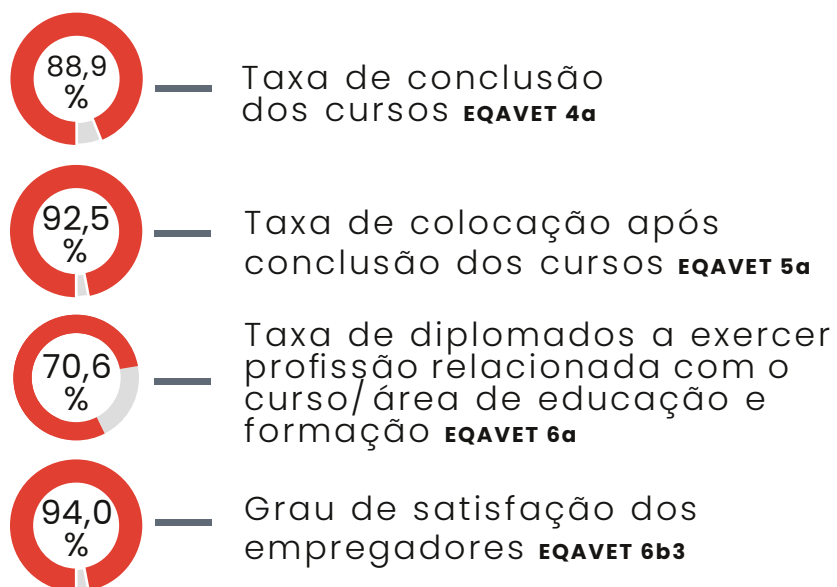 88,9
%
Taxa de conclusão
dos cursos EQAVET 4a
92,5
%
Taxa de colocação após
conclusão dos cursos EQAVET 5a
70,6
%
Taxa de diplomados a exercer
profissão relacionada com o
curso/área de educação e
formação EQAVET 6a
94,0
%
Grau de satisfação dos
empregadores EQAVET 6b3